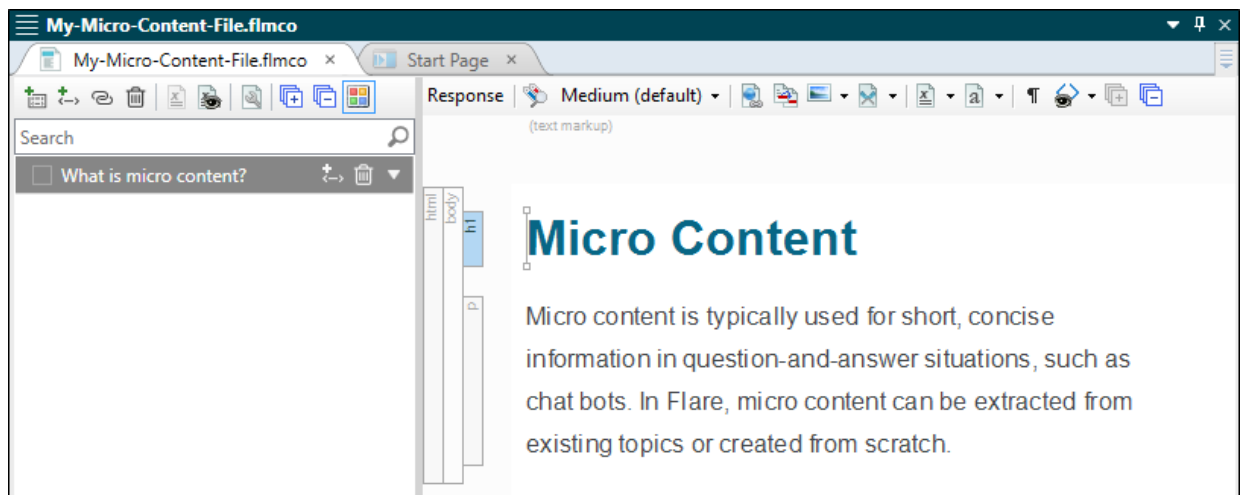 My-Micro-Content-File.flmco
My-Micro-Content-File.flmco
Start Page
Response
Medium (default)
Search
(text markup)
What is micro content?
html
body
h1
p
Micro Content
Micro content is typically used for short, concise
information in question-and-answer situations, such as
chat bots. In Flare, micro content can be extracted from
existing topics or created from scratch.